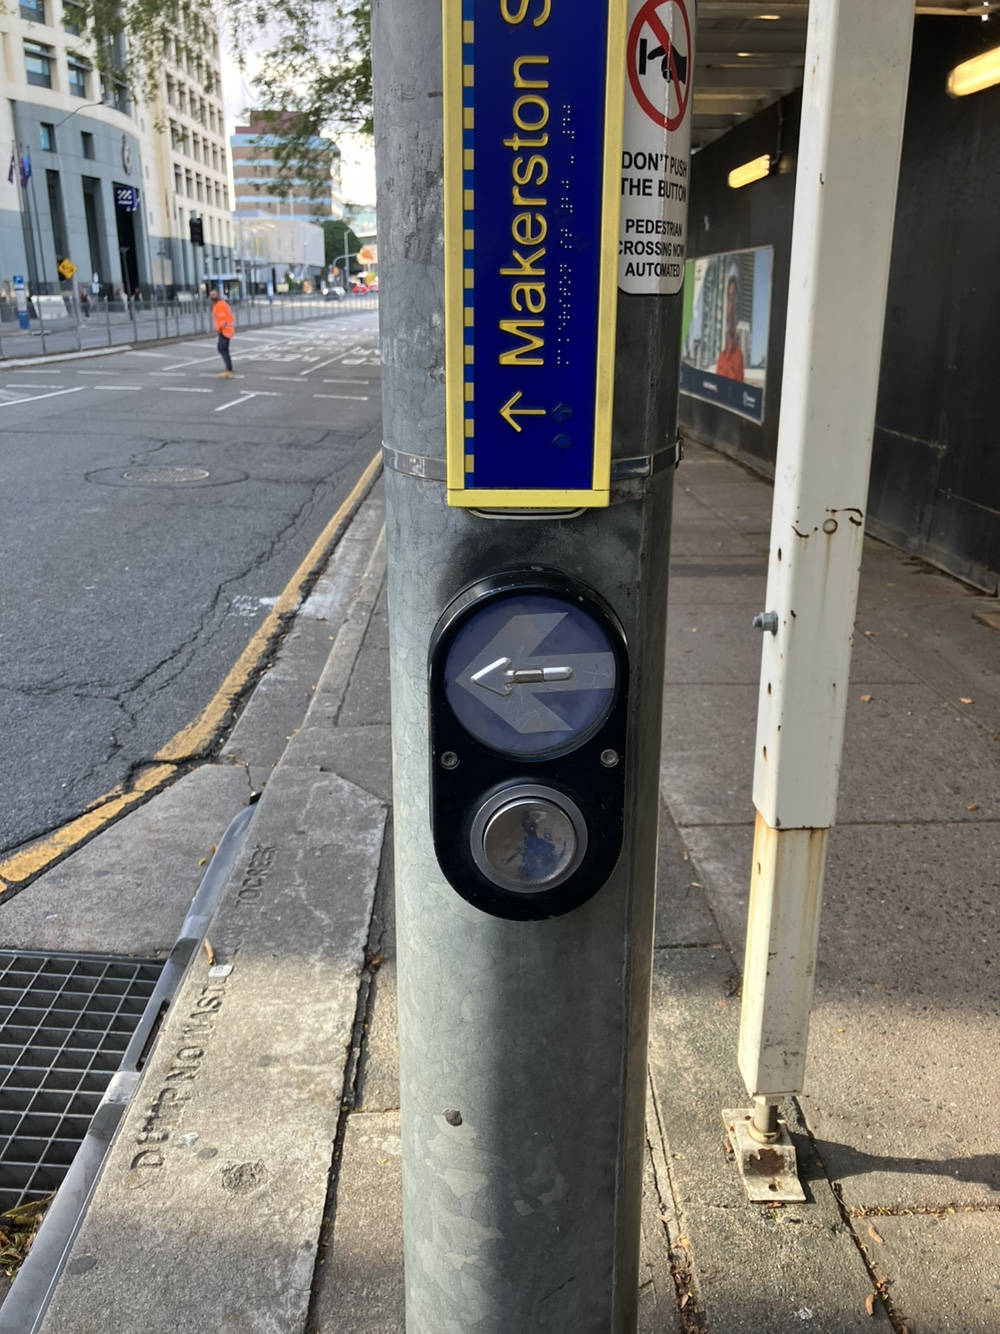 ↑ Makerston S
DON'T PUSH
THE BUTTON
PEDESTRIAN
CROSSING NOW
AUTOMATED
DUMP NO WASTE